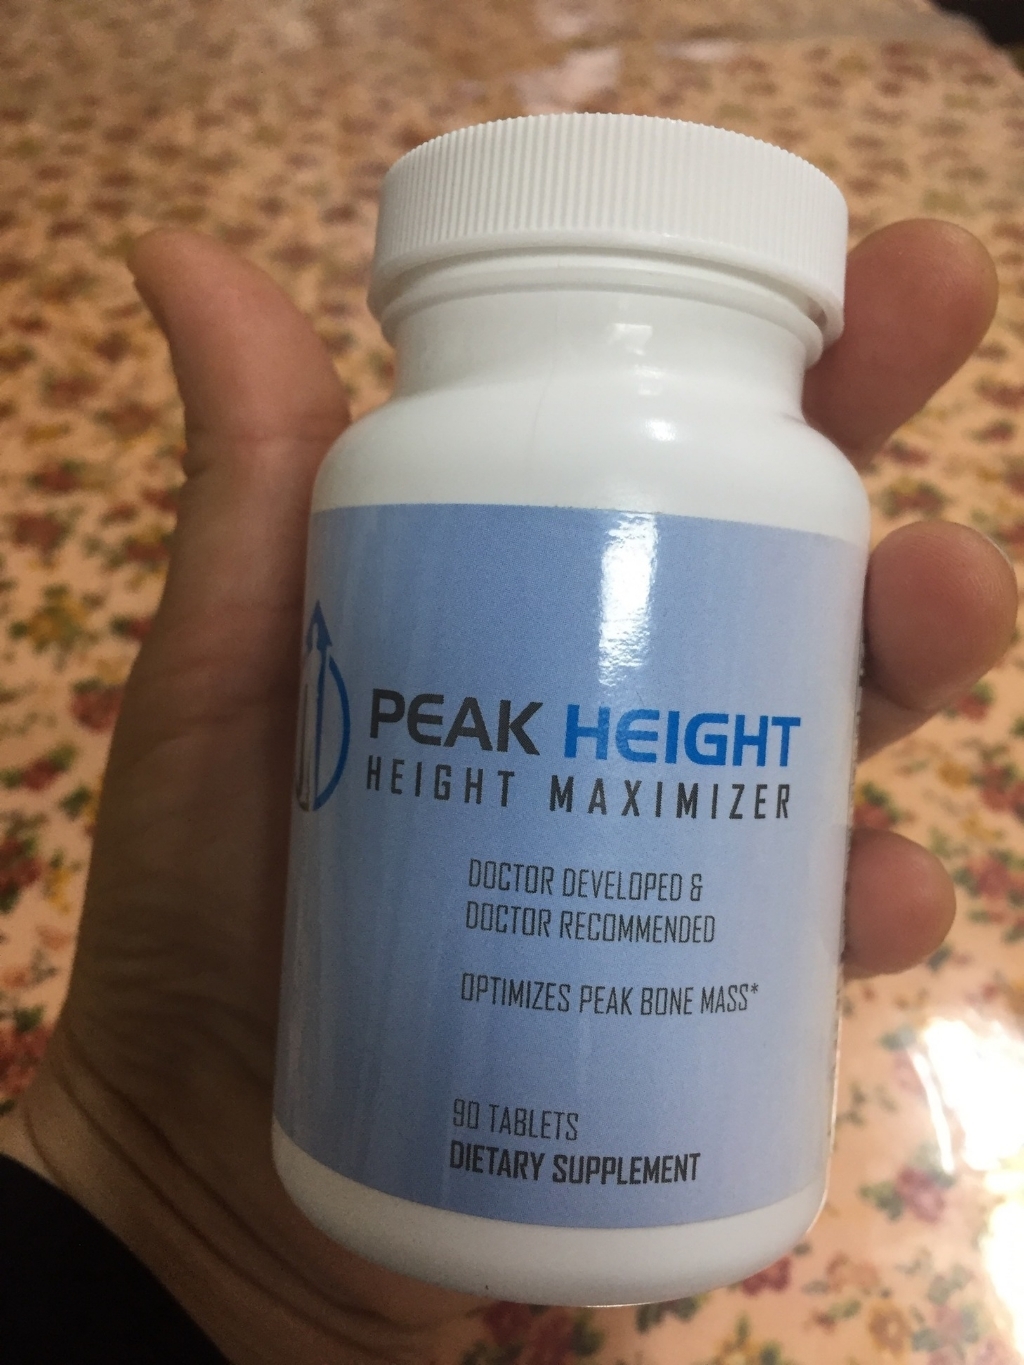 PEAK HEIGHT
HEIGHT MAXIMIZER
DOCTOR DEVELOPED &
DOCTOR RECOMMENDED
OPTIMIZES PEAK BONE MASS*
90 TABLETS
DIETARY SUPPLEMENT